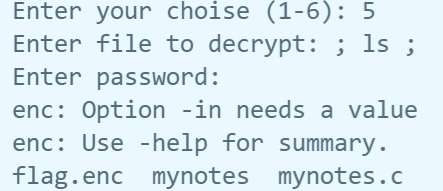 Enter your choise (1-6): 5
Enter file to decrypt: ; ls ;
Enter password:
enc: Option -in needs a value
enc: Use -help for summary.
flag.enc  mynotes  mynotes.c